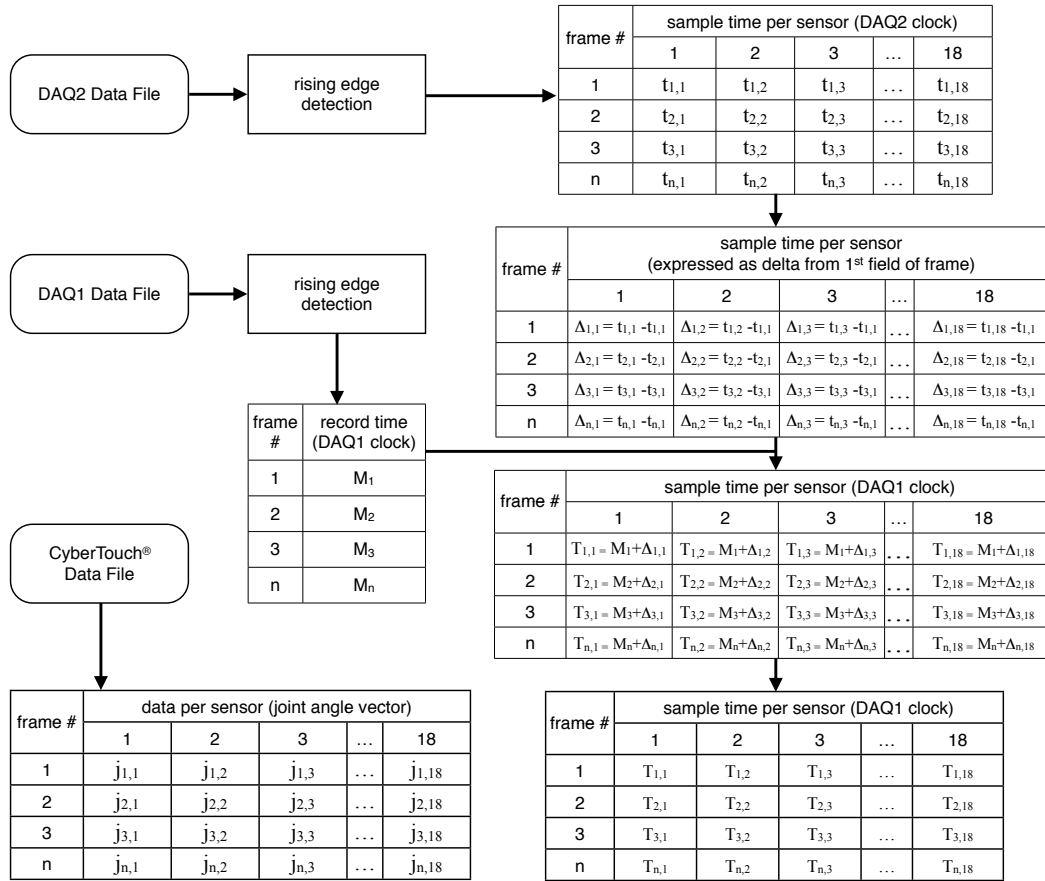 DAQ2 Data File
rising edge
detection
frame #
sample time per sensor (DAQ2 clock)
1 2 3 ... 18
1 t1,1 t1,2 t1,3 ... t1,18
2 t2,1 t2,2 t2,3 ... t2,18
3 t3,1 t3,2 t3,3 ... t3,18
n tn,1 tn,2 tn,3 ... tn,18
DAQ1 Data File
rising edge
detection
frame #
sample time per sensor
(expressed as delta from 1st field of frame)
1 2 3 ... 18
1 Δ1,1 = t1,1 -t1,1 Δ1,2 = t1,2 -t1,1 Δ1,3 = t1,3 -t1,1 ... Δ1,18 = t1,18 -t1,1
2 Δ2,1 = t2,1 -t2,1 Δ2,2 = t2,2 -t2,1 Δ2,3 = t2,3 -t2,1 ... Δ2,18 = t2,18 -t2,1
3 Δ3,1 = t3,1 -t3,1 Δ3,2 = t3,2 -t3,1 Δ3,3 = t3,3 -t3,1 ... Δ3,18 = t3,18 -t3,1
n Δn,1 = tn,1 -tn,1 Δn,2 = tn,2 -tn,1 Δn,3 = tn,3 -tn,1 ... Δn,18 = tn,18 -tn,1
frame
#
record time
(DAQ1 clock)
1 M1
2 M2
3 M3
n Mn
frame #
sample time per sensor (DAQ1 clock)
1 2 3 ... 18
1 T1,1 = M1+Δ1,1 T1,2 = M1+Δ1,2 T1,3 = M1+Δ1,3 ... T1,18 = M1+Δ1,18
2 T2,1 = M2+Δ2,1 T2,2 = M2+Δ2,2 T2,3 = M2+Δ2,3 ... T2,18 = M2+Δ2,18
3 T3,1 = M3+Δ3,1 T3,2 = M3+Δ3,2 T3,3 = M3+Δ3,3 ... T3,18 = M3+Δ3,18
n Tn,1 = Mn+Δn,1 Tn,2 = Mn+Δn,2 Tn,3 = Mn+Δn,3 ... Tn,18 = Mn+Δn,18
CyberTouch®
Data File
frame #
data per sensor (joint angle vector)
1 2 3 ... 18
1 j1,1 j1,2 j1,3 ... j1,18
2 j2,1 j2,2 j2,3 ... j2,18
3 j3,1 j3,2 j3,3 ... j3,18
n jn,1 jn,2 jn,3 ... jn,18
frame #
sample time per sensor (DAQ1 clock)
1 2 3 ... 18
1 T1,1 T1,2 T1,3 ... T1,18
2 T2,1 T2,2 T2,3 ... T2,18
3 T3,1 T3,2 T3,3 ... T3,18
n Tn,1 Tn,2 Tn,3 ... Tn,18